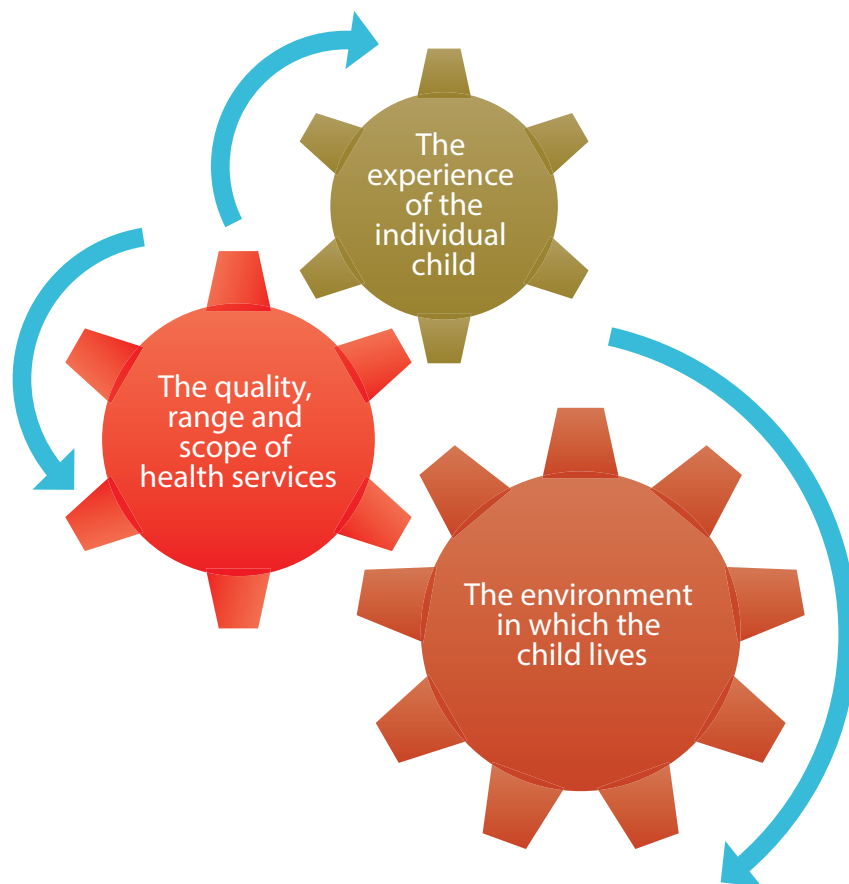 The
experience
of the
individual
child
The quality,
range and
scope of
health services
The environment
in which the
child lives